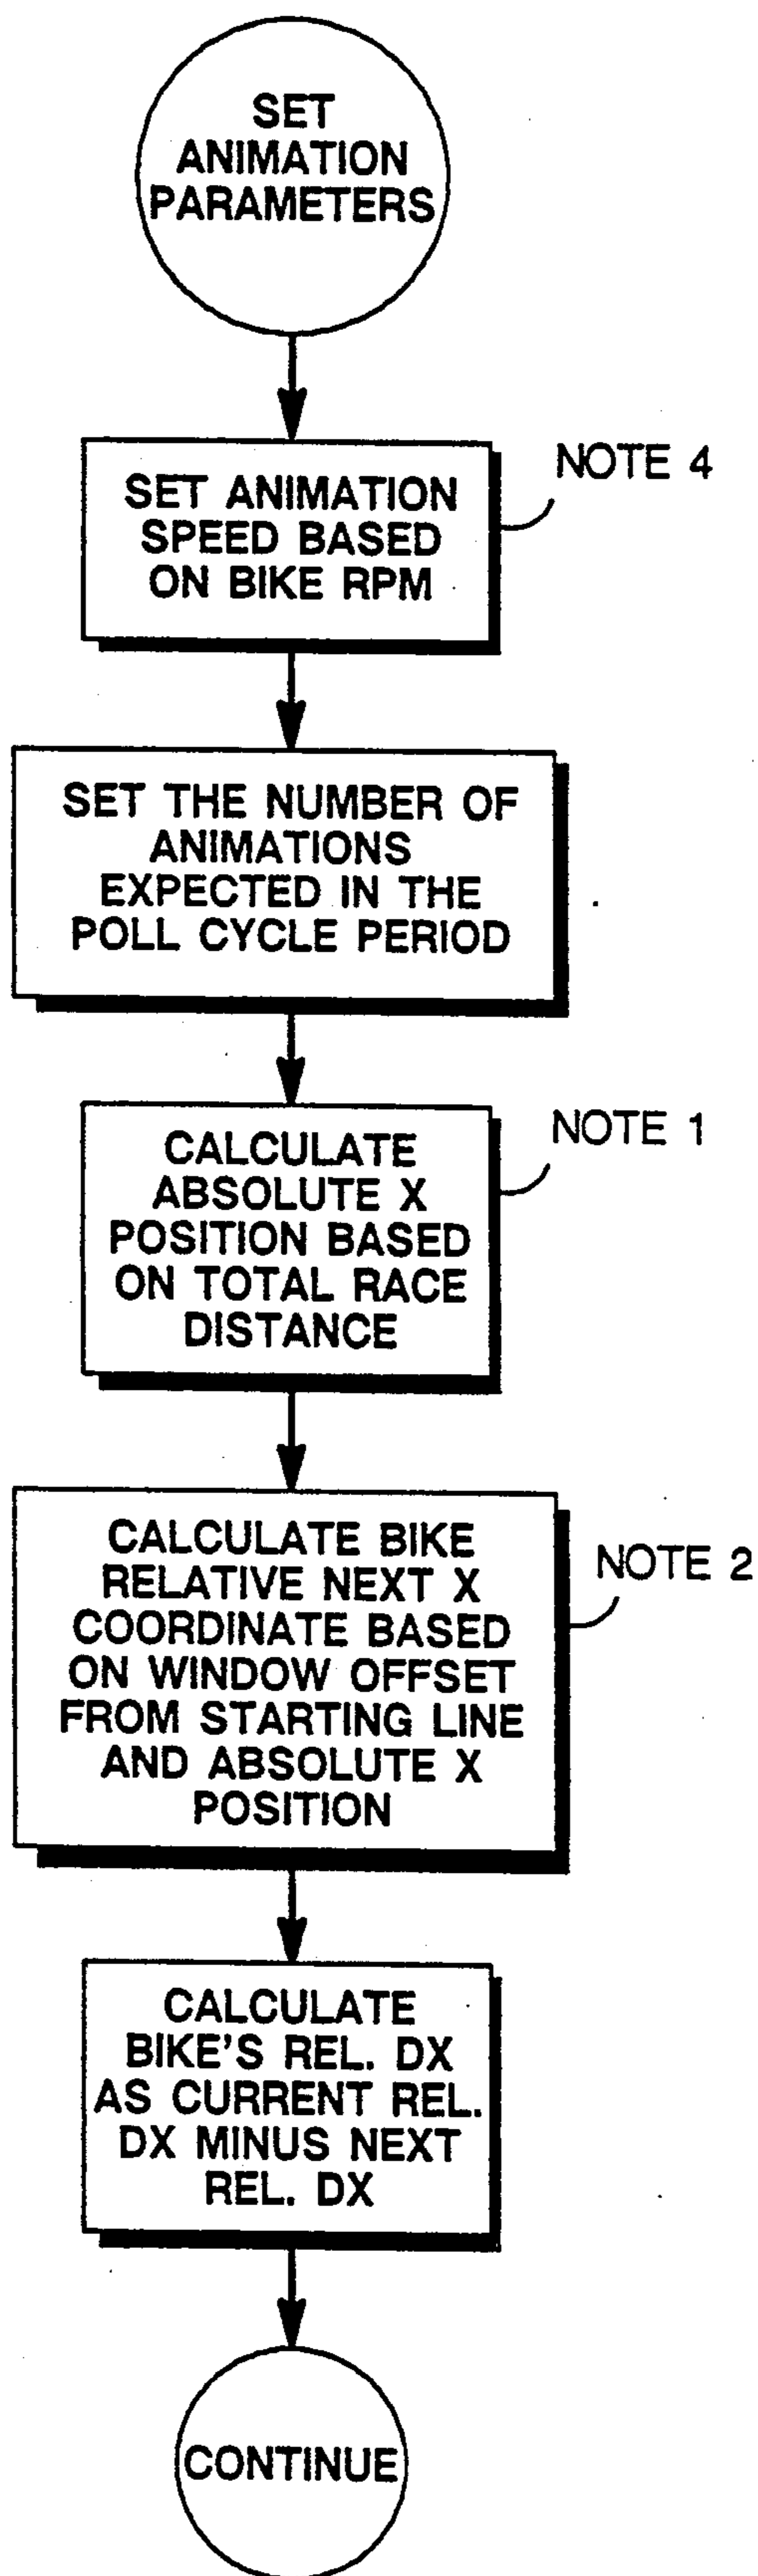 SET
ANIMATION
PARAMETERS
NOTE 4
SET ANIMATION
SPEED BASED
ON BIKE RPM
SET THE NUMBER OF
ANIMATIONS
EXPECTED IN THE
POLL CYCLE PERIOD
NOTE 1
CALCULATE
ABSOLUTE X
POSITION BASED
ON TOTAL RACE
DISTANCE
CALCULATE BIKE
RELATIVE NEXT X
COORDINATE BASED
ON WINDOW OFFSET
FROM STARTING LINE
AND ABSOLUTE X
POSITION
NOTE 2
CALCULATE
BIKE'S REL. DX
AS CURRENT REL.
DX MINUS NEXT
REL. DX
CONTINUE